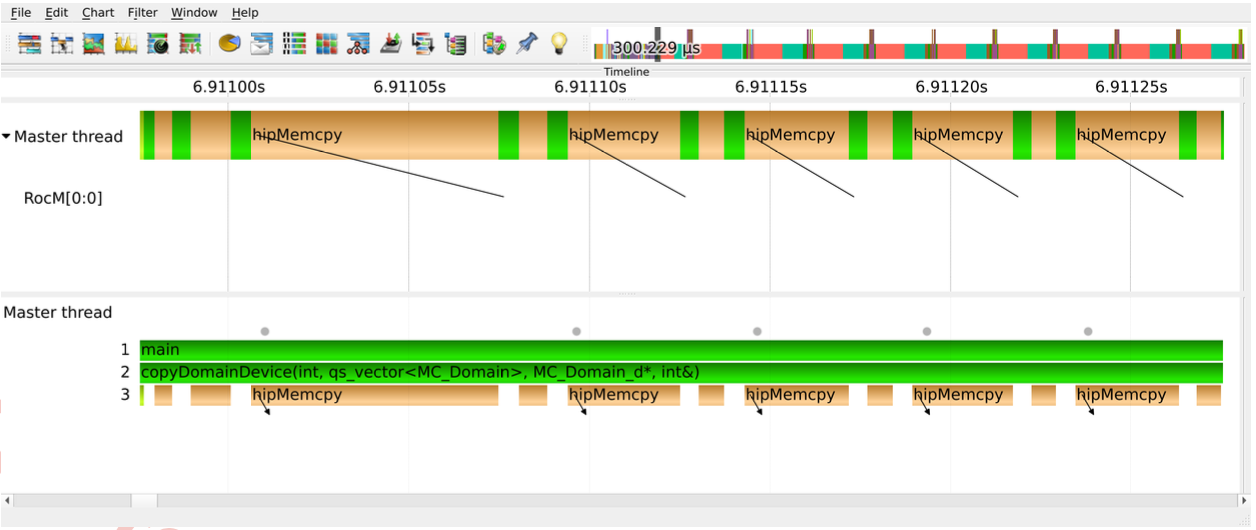 File Edit Chart Filter Window Help
300.229 µs
Timeline
6.91100s 6.91105s 6.91110s 6.91115s 6.91120s 6.91125s
Master thread hipMemcpy hipMemcpy hipMemcpy hipMemcpy hipMemcpy
RocM[0:0]
Master thread
1 main
2 copyDomainDevice(int, qs_vector<MC_Domain>, MC_Domain_d*, int&)
3 hipMemcpy hipMemcpy hipMemcpy hipMemcpy hipMemcpy